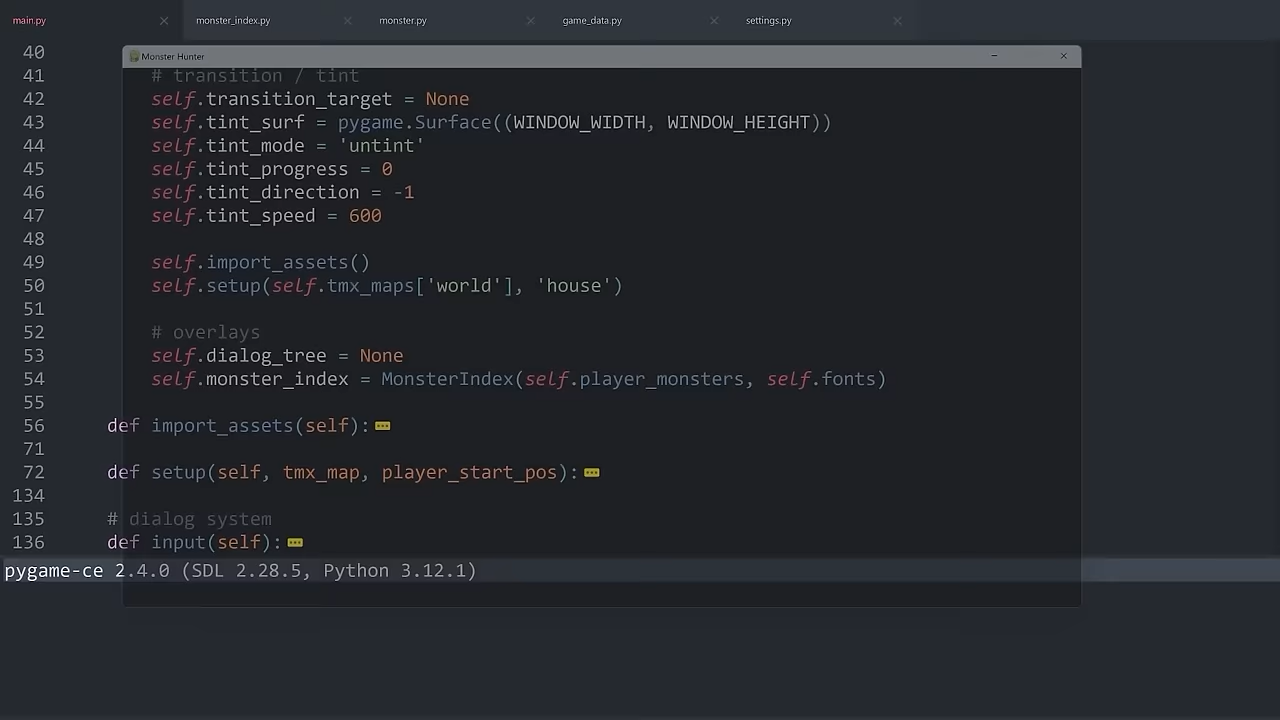 main.py
monster_index.py
monster.py
game_data.py
settings.py
Monster Hunter
40
41 # transition / tint
42 self.transition_target = None
43 self.tint_surf = pygame.Surface((WINDOW_WIDTH, WINDOW_HEIGHT))
44 self.tint_mode = 'untint'
45 self.tint_progress = 0
46 self.tint_direction = -1
47 self.tint_speed = 600
48
49 self.import_assets()
50 self.setup(self.tmx_maps['world'], 'house')
51
52 # overlays
53 self.dialog_tree = None
54 self.monster_index = MonsterIndex(self.player_monsters, self.fonts)
55
56 def import_assets(self):
71
72 def setup(self, tmx_map, player_start_pos):
134
135 # dialog system
136 def input(self):
pygame-ce 2.4.0 (SDL 2.28.5, Python 3.12.1)